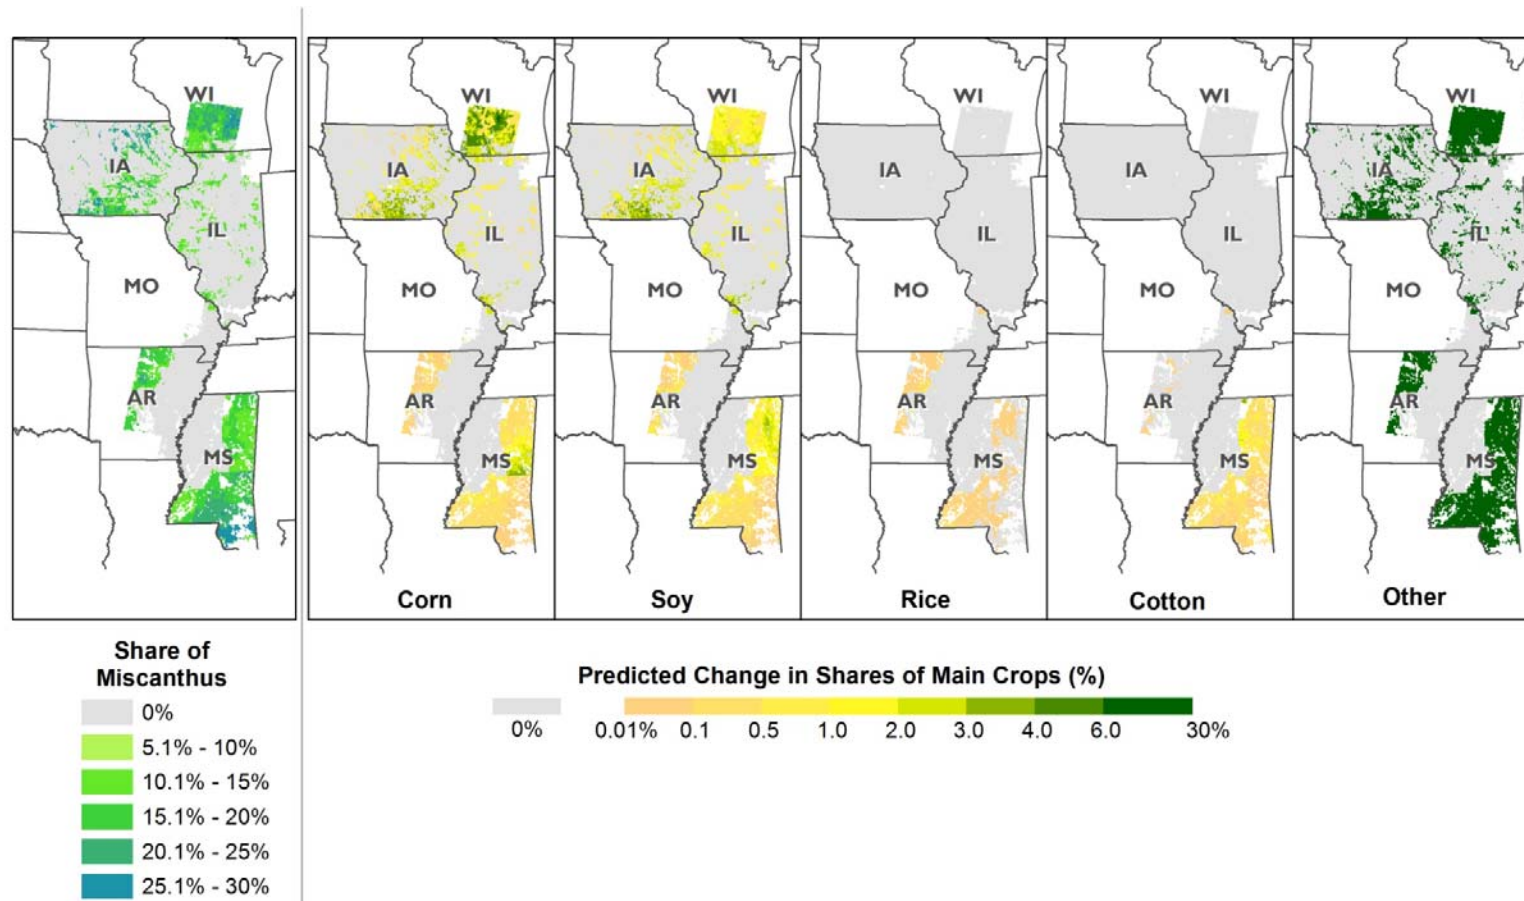 WI
IA
IL
MO
AR
MS
WI
IA
IL
MO
AR
MS
Corn
WI
IA
IL
MO
AR
MS
Soy
WI
IA
IL
MO
AR
MS
Rice
WI
IA
IL
MO
AR
MS
Cotton
WI
IA
IL
MO
AR
MS
Other
Share of
Miscanthus
0%
5.1% - 10%
10.1% - 15%
15.1% - 20%
20.1% - 25%
25.1% - 30%
Predicted Change in Shares of Main Crops (%)
0% 0.01% 0.1 0.5 1.0 2.0 3.0 4.0 6.0 30%